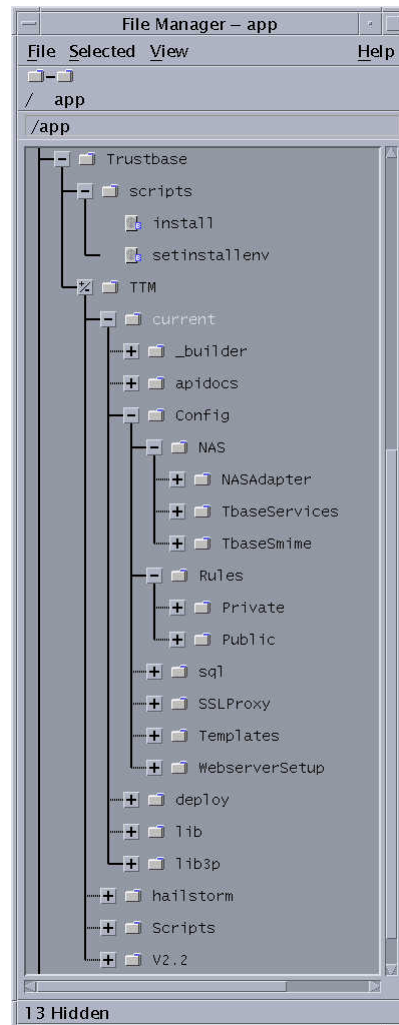 File Manager – app
File Selected View Help
/ app
/app
Trustbase
scripts
install
setinstallenv
TTM
current
_builder
apidocs
Config
NAS
NASAdapter
TbaseServices
TbaseSmime
Rules
Private
Public
sql
SSLProxy
Templates
WebserverSetup
deploy
lib
lib3p
hailstorm
Scripts
V2.2
13 Hidden